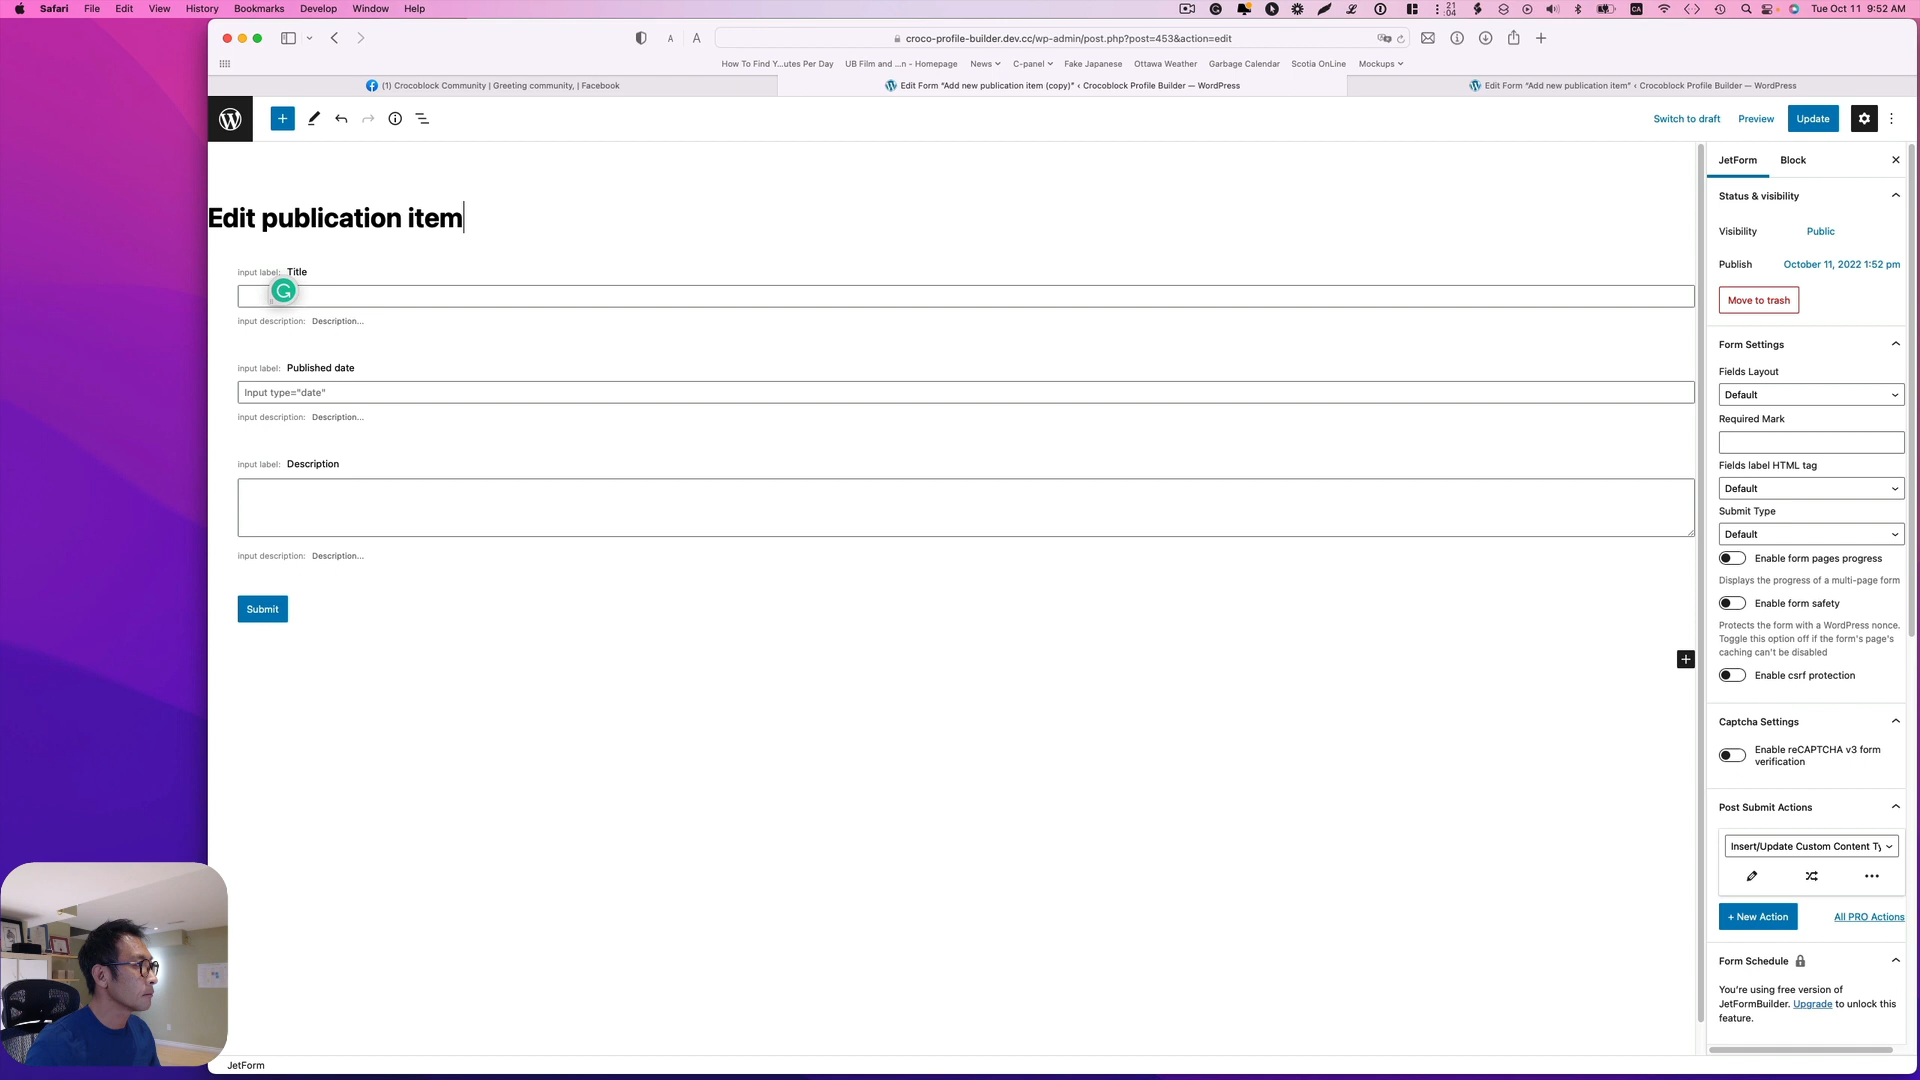 Safari File Edit View History Bookmarks Develop Window Help
21
04
CA
Tue Oct 11 9:52 AM
A A
croco-profile-builder.dev.cc/wp-admin/post.php?post=453&action=edit
How To Find Y...utes Per Day UB Film and ...n - Homepage News C-panel Fake Japanese Ottawa Weather Garbage Calendar Scotia OnLine Mockups
(1) Crocoblock Community | Greeting community, | Facebook
Edit Form “Add new publication item (copy)” ‹ Crocoblock Profile Builder — WordPress
Edit Form “Add new publication item” ‹ Crocoblock Profile Builder — WordPress
Switch to draft Preview Update
Edit publication item
input label: Title
input description: Description...
input label: Published date
Input type="date"
input description: Description...
input label: Description
input description: Description...
Submit
JetForm
JetForm Block
Status & visibility
Visibility Public
Publish October 11, 2022 1:52 pm
Move to trash
Form Settings
Fields Layout
Default
Required Mark
Fields label HTML tag
Default
Submit Type
Default
Enable form pages progress
Displays the progress of a multi-page form
Enable form safety
Protects the form with a WordPress nonce.
Toggle this option off if the form's page's
caching can't be disabled
Enable csrf protection
Captcha Settings
Enable reCAPTCHA v3 form
verification
Post Submit Actions
Insert/Update Custom Content Ty
+ New Action All PRO Actions
Form Schedule
You're using free version of
JetFormBuilder. Upgrade to unlock this
feature.